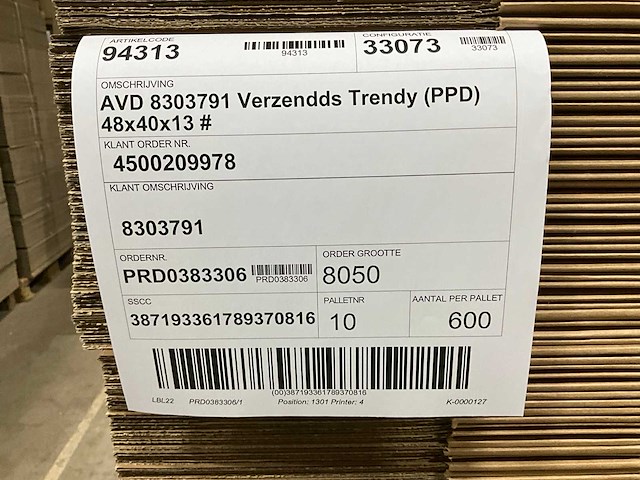 ARTIKELCODE
94313
94313
CONFIGURATIE
33073
33073
OMSCHRIJVING
AVD 8303791 Verzendds Trendy (PPD)
48x40x13 #
KLANT ORDER NR.
4500209978
KLANT OMSCHRIJVING
8303791
ORDERNR.
PRD0383306
PRD0383306
ORDER GROOTTE
8050
SSCC
387193361789370816
PALLETNR
10
AANTAL PER PALLET
600
(00)387193361789370816
LBL22 PRD0383306/1 Position: 1301 Printer: 4 K-0000127